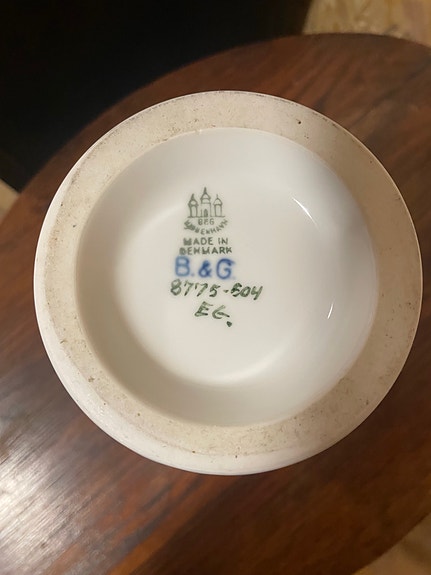 B&G
KJØBENHAVN
MADE IN
DENMARK
B.&G.
8775-504
EG.